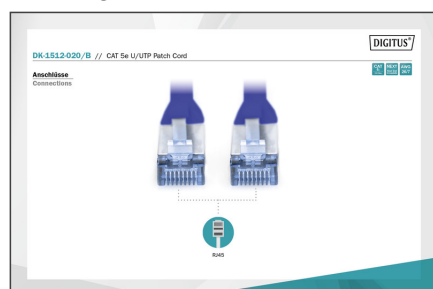 DIGITUS®
DK-1512-020/B // CAT 5e U/UTP Patch Cord
Anschlüsse
Connections
RJ45